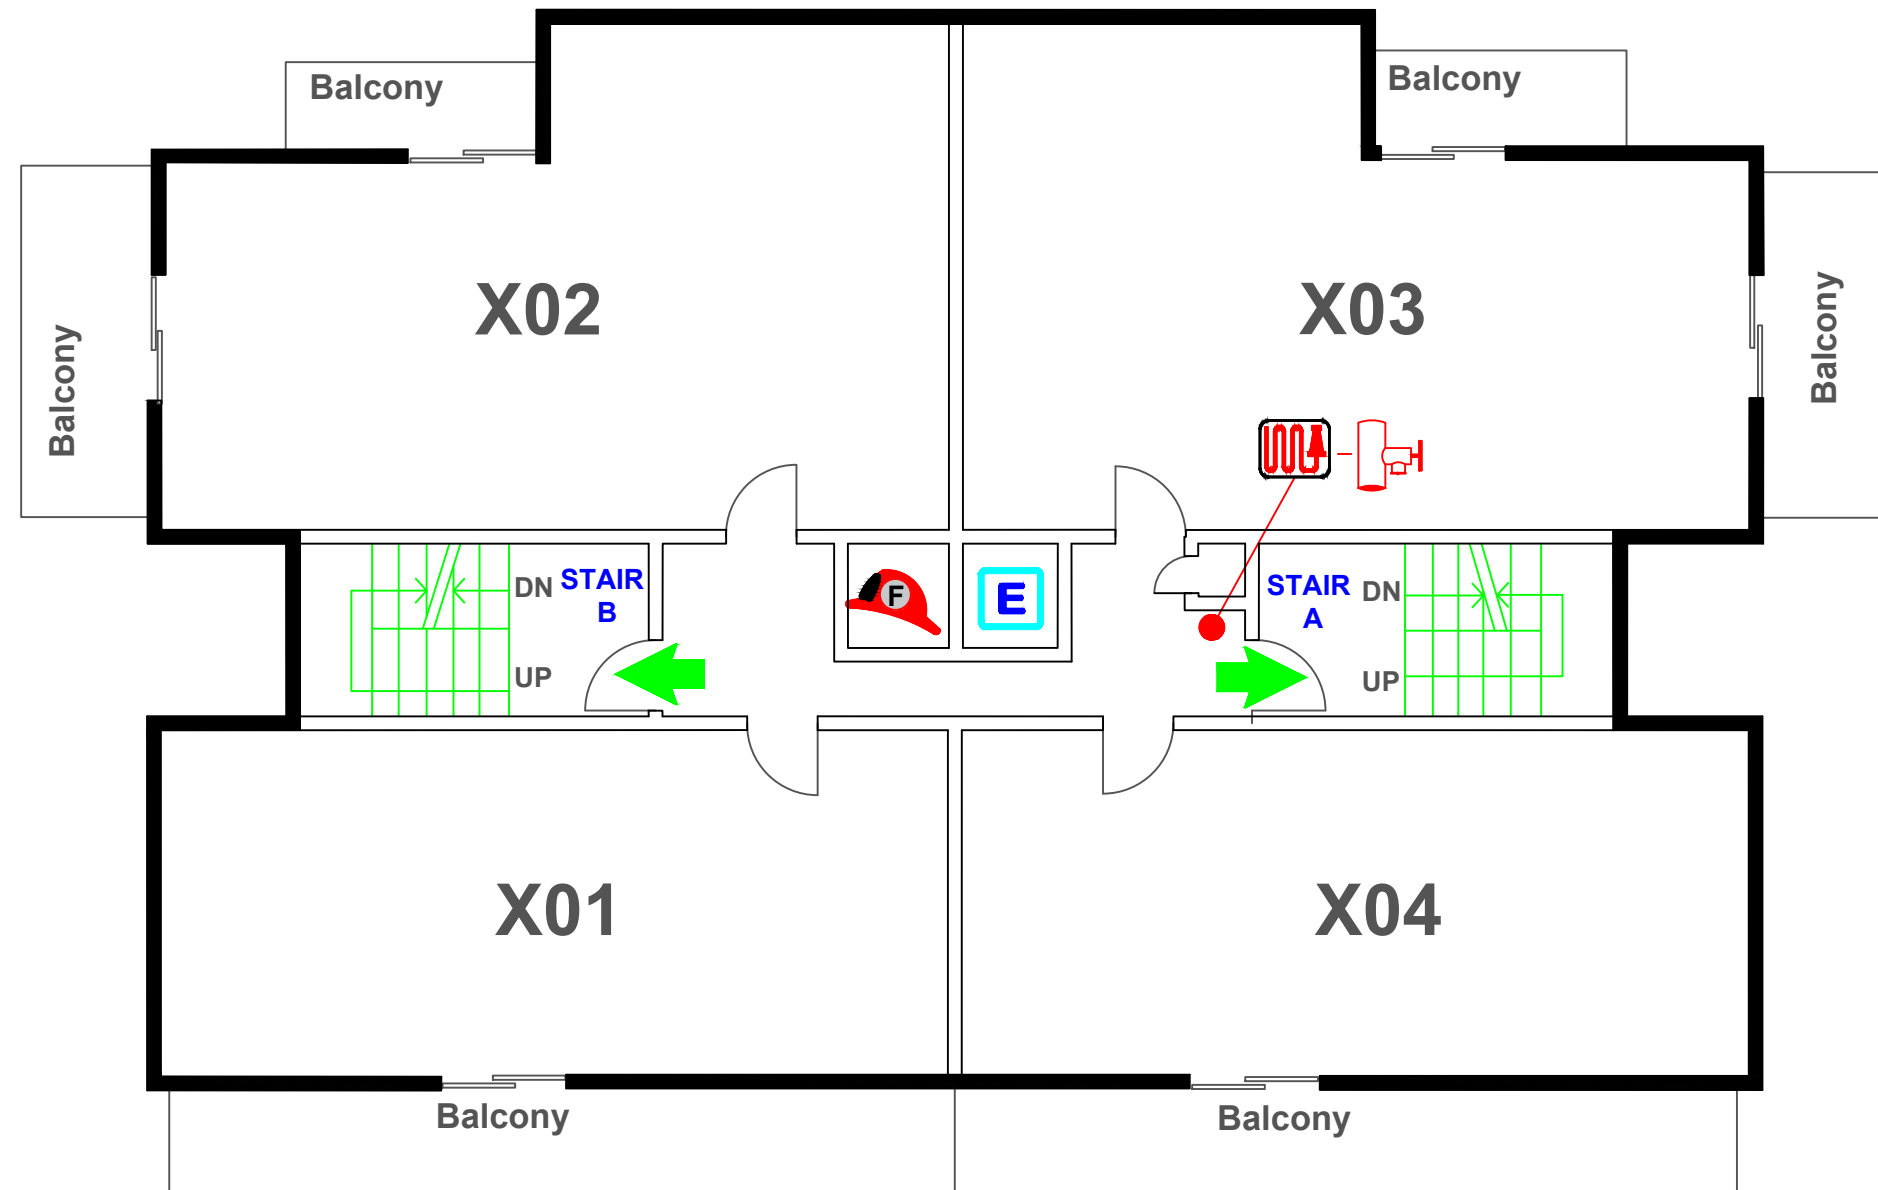 Balcony
Balcony
X02
X03
Balcony
Balcony
DN
STAIR
B
UP
F
E
STAIR
A
DN
UP
X01
X04
Balcony
Balcony